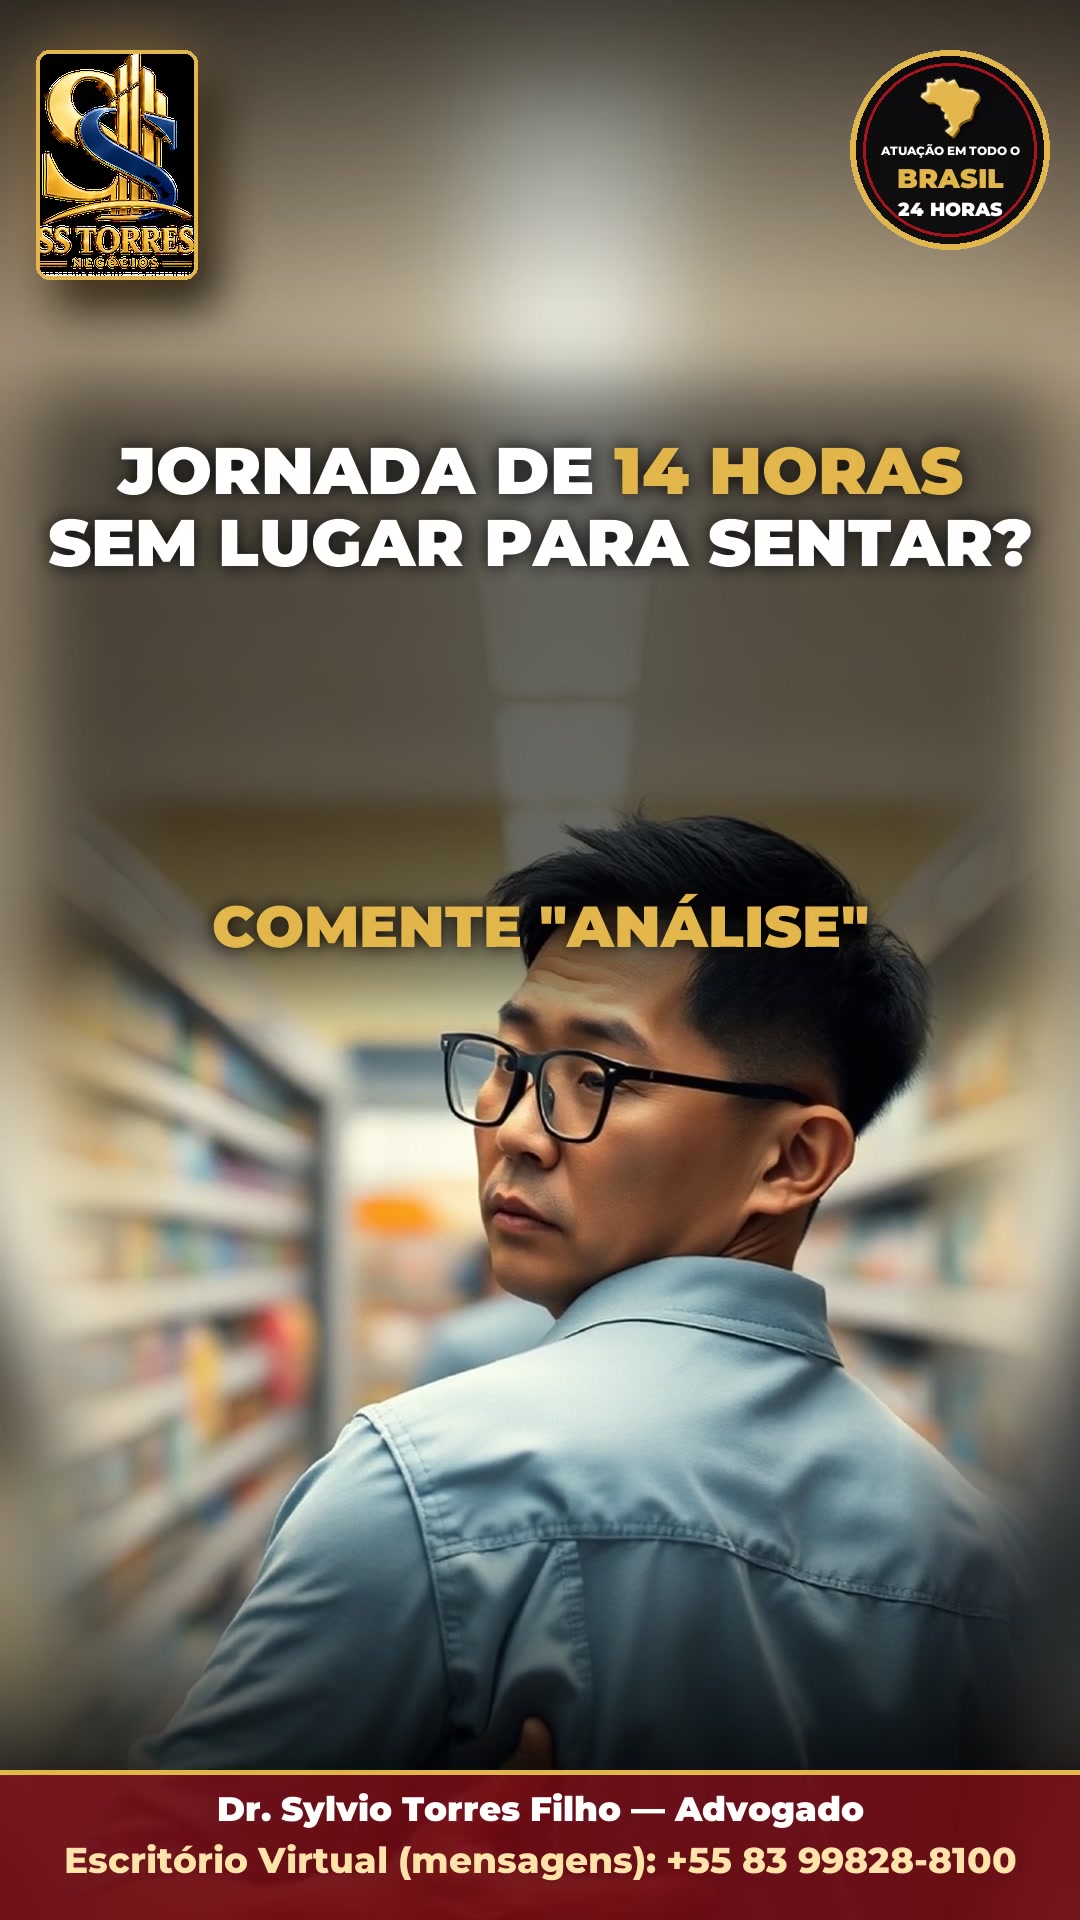 SS TORRES
NEGÓCIOS
ATUAÇÃO EM TODO O
BRASIL
24 HORAS
JORNADA DE 14 HORAS
SEM LUGAR PARA SENTAR?
COMENTE "ANÁLISE"
Dr. Sylvio Torres Filho — Advogado
Escritório Virtual (mensagens): +55 83 99828-8100